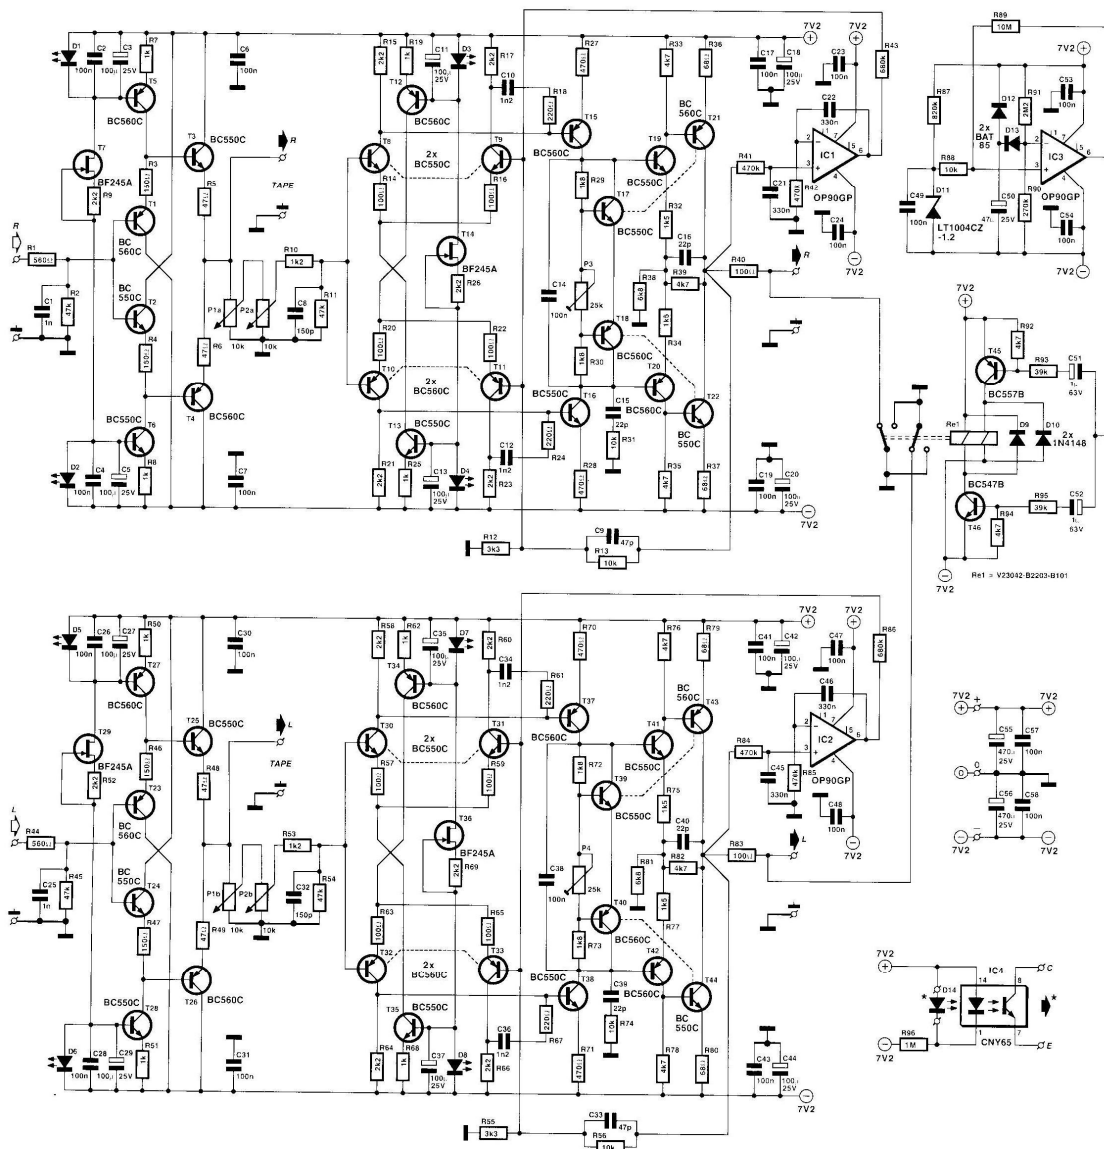 D1
100n
C2
C3
100µ
25V
R7
1k
T5
BC560C
C6
100n
T7
BF245A
R9
2k2
R3
150Ω
T3
BC550C
R5
47Ω
R
TAPE
T1
BC
560C
R
R1
560Ω
C1
1n
R2
47k
BC
550C
T2
R4
150Ω
R6
47Ω
P1a
10k
P2a
10k
R10
1k2
C8
150p
R11
47k
T4
BC560C
BC550C
T6
R8
1k
D2
100n
C4
C5
100µ
25V
C7
100n
R15
2k2
R19
1k
C11
100µ
25V
D3
R17
2k2
C10
1n2
R18
220Ω
T12
BC560C
T8
2x
BC550C
T9
R14
100Ω
R16
100Ω
T14
BF245A
R26
2k2
R20
100Ω
R22
100Ω
T10
2x
BC560C
T11
T13
BC550C
R21
2k2
R25
1k
C13
100µ
25V
D4
C12
1n2
R23
2k2
R24
220Ω
R12
3k3
C9
47p
R13
10k
R27
470Ω
T15
BC560C
R29
1k8
T17
BC550C
P3
25k
C14
100n
T18
BC560C
R30
1k8
BC550C
T16
C15
22p
R31
10k
R28
470Ω
R33
4k7
R36
68Ω
BC
560C
T19
T21
BC550C
R32
1k5
C16
22p
R38
6k8
R39
4k7
1k5
R34
T20
BC560C
T22
BC
550C
R35
4k7
R37
68Ω
C17
100n
C18
100µ
25V
C19
100n
C20
100µ
25V
7V2
7V2
7V2
C23
100n
R43
680k
C22
330n
R41
470k
C21
330n
470k
R42
IC1
2
3
1
7
5
6
4
OP90GP
C24
100n
7V2
R40
100Ω
R
R89
10M
7V2
R87
820k
D12
2x
BAT
85
D13
R91
2M2
C53
100n
R88
10k
IC3
2
3
1
7
5
6
4
OP90GP
C49
100n
D11
LT1004CZ
-1.2
C50
47µ
25V
R90
270k
C54
100n
7V2
7V2
R92
4k7
T45
BC557B
R93
39k
C51
1µ
63V
Re1
D9
D10
2x
1N4148
BC547B
T46
R94
4k7
R95
39k
C52
1µ
63V
7V2
Re1 = V23042-B2203-B101
D5
100n
C26
C27
100µ
25V
R50
1k
T27
BC560C
C30
100n
T29
BF245A
R52
2k2
R46
150Ω
T25
BC550C
R48
47Ω
L
TAPE
T23
BC
560C
L
R44
560Ω
C25
1n
R45
47k
BC
550C
T24
R47
150Ω
R49
47Ω
P1b
10k
P2b
10k
R53
1k2
C32
150p
R54
47k
T26
BC560C
BC550C
T28
R51
1k
D6
100n
C28
C29
100µ
25V
C31
100n
R58
2k2
R62
1k
C35
100µ
25V
D7
R60
2k2
C34
1n2
R61
220Ω
T34
BC560C
T30
2x
BC550C
T31
R57
100Ω
R59
100Ω
T36
BF245A
R69
2k2
R63
100Ω
R65
100Ω
T32
2x
BC560C
T33
T35
BC550C
R64
2k2
R68
1k
C37
100µ
25V
D8
C36
1n2
R66
2k2
R67
220Ω
R55
3k3
C33
47p
R56
10k
R70
470Ω
T37
BC560C
R72
1k8
T39
BC550C
P4
25k
C38
100n
T40
BC560C
R73
1k8
BC550C
T38
C39
22p
R74
10k
R71
470Ω
R76
4k7
R79
68Ω
BC
560C
T41
T43
BC550C
R75
1k5
C40
22p
R81
6k8
R82
4k7
1k5
R77
T42
BC560C
T44
BC
550C
R78
4k7
R80
68Ω
C41
100n
C42
100µ
25V
C43
100n
C44
100µ
25V
7V2
7V2
7V2
C47
100n
R86
680k
C46
330n
R84
470k
C45
330n
470k
R85
IC2
2
3
1
7
5
6
4
OP90GP
C48
100n
7V2
R83
100Ω
L
7V2
7V2
C55
470µ
25V
C57
100n
0
C56
470µ
25V
C58
100n
7V2
7V2
7V2
D14
*
IC4
14
8
1
7
CNY65
C
E
*
R96
1M
7V2